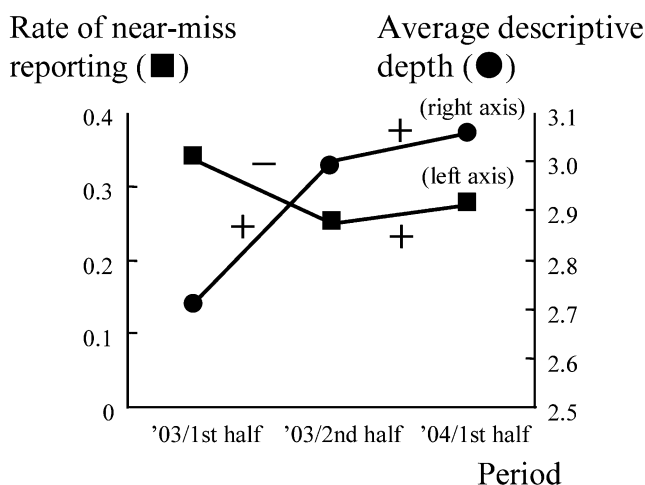 Rate of near-miss
reporting (■)
Average descriptive
depth (●)
(right axis)
(left axis)
0.4
0.3
0.2
0.1
0
3.1
3.0
2.9
2.8
2.7
2.6
2.5
−
+
+
+
’03/1st half
’03/2nd half
’04/1st half
Period